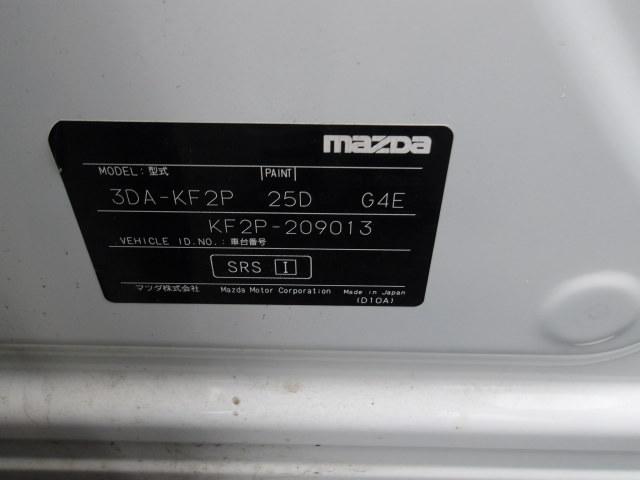 mazda
MODEL: 型式 PAINT
3DA-KF2P 25D G4E
KF2P-209013
VEHICLE ID.NO.: 車台番号
SRS I
マツダ株式会社 Mazda Motor Corporation Made in Japan
(D10A)